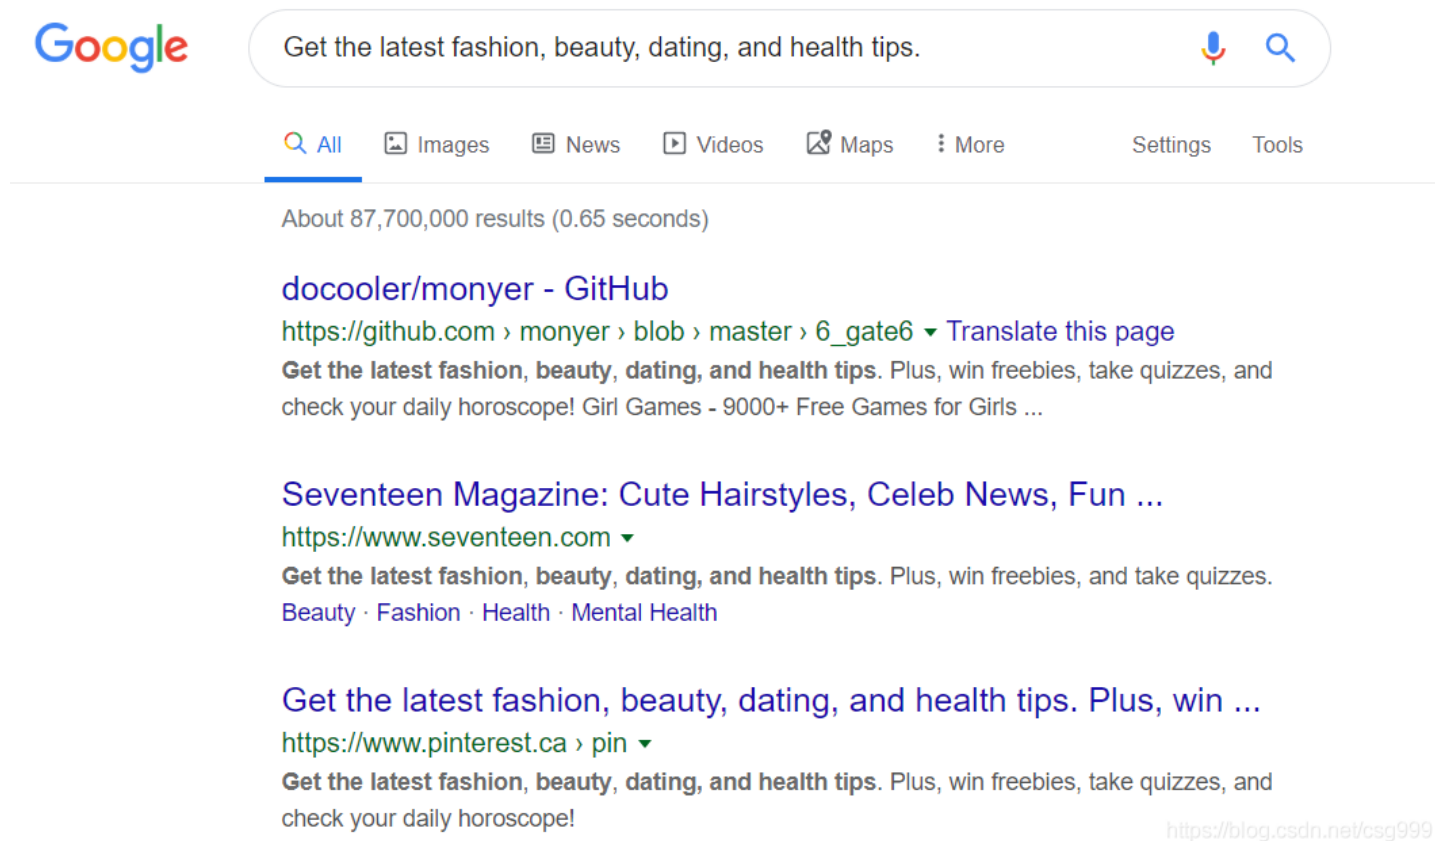 Google
Get the latest fashion, beauty, dating, and health tips.
All Images News Videos Maps More Settings Tools
About 87,700,000 results (0.65 seconds)
docooler/monyer - GitHub
https://github.com › monyer › blob › master › 6_gate6 Translate this page
Get the latest fashion, beauty, dating, and health tips. Plus, win freebies, take quizzes, and
check your daily horoscope! Girl Games - 9000+ Free Games for Girls ...
Seventeen Magazine: Cute Hairstyles, Celeb News, Fun ...
https://www.seventeen.com
Get the latest fashion, beauty, dating, and health tips. Plus, win freebies, and take quizzes.
Beauty · Fashion · Health · Mental Health
Get the latest fashion, beauty, dating, and health tips. Plus, win ...
https://www.pinterest.ca › pin
Get the latest fashion, beauty, dating, and health tips. Plus, win freebies, take quizzes, and
check your daily horoscope!
https://blog.csdn.net/csg999